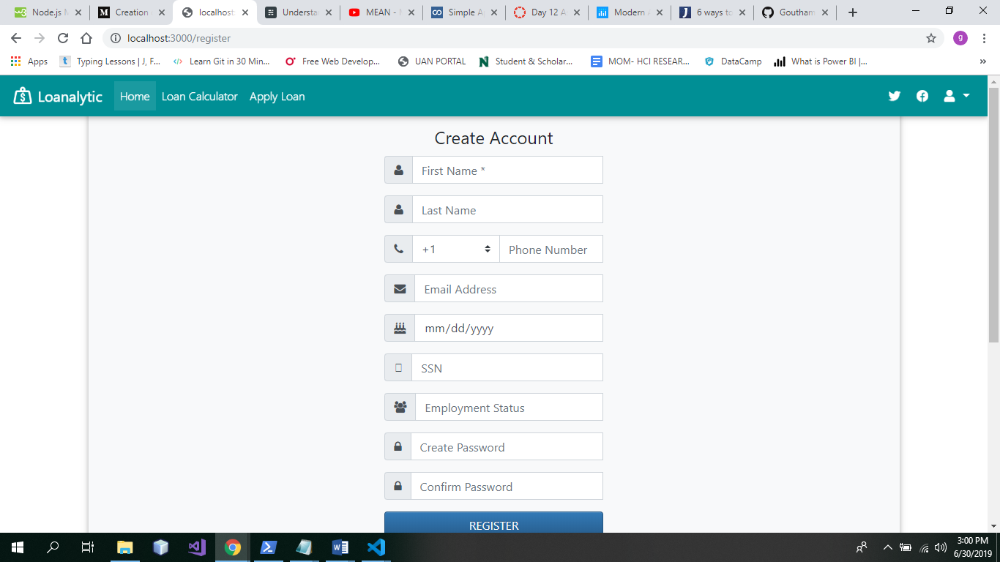 Node.js M
Creation
localhost
Understa
MEAN -
Simple A
Day 12 A
Modern
6 ways to
Goutham
localhost:3000/register
g
Apps
Typing Lessons | J, F...
Learn Git in 30 Min...
Free Web Develop...
UAN PORTAL
Student & Scholar...
MOM- HCI RESEAR...
DataCamp
What is Power BI |,...
Loanalytic
Home
Loan Calculator
Apply Loan
Create Account
First Name *
Last Name
+1
Phone Number
Email Address
mm/dd/yyyy
SSN
Employment Status
Create Password
Confirm Password
REGISTER
3:00 PM
6/30/2019